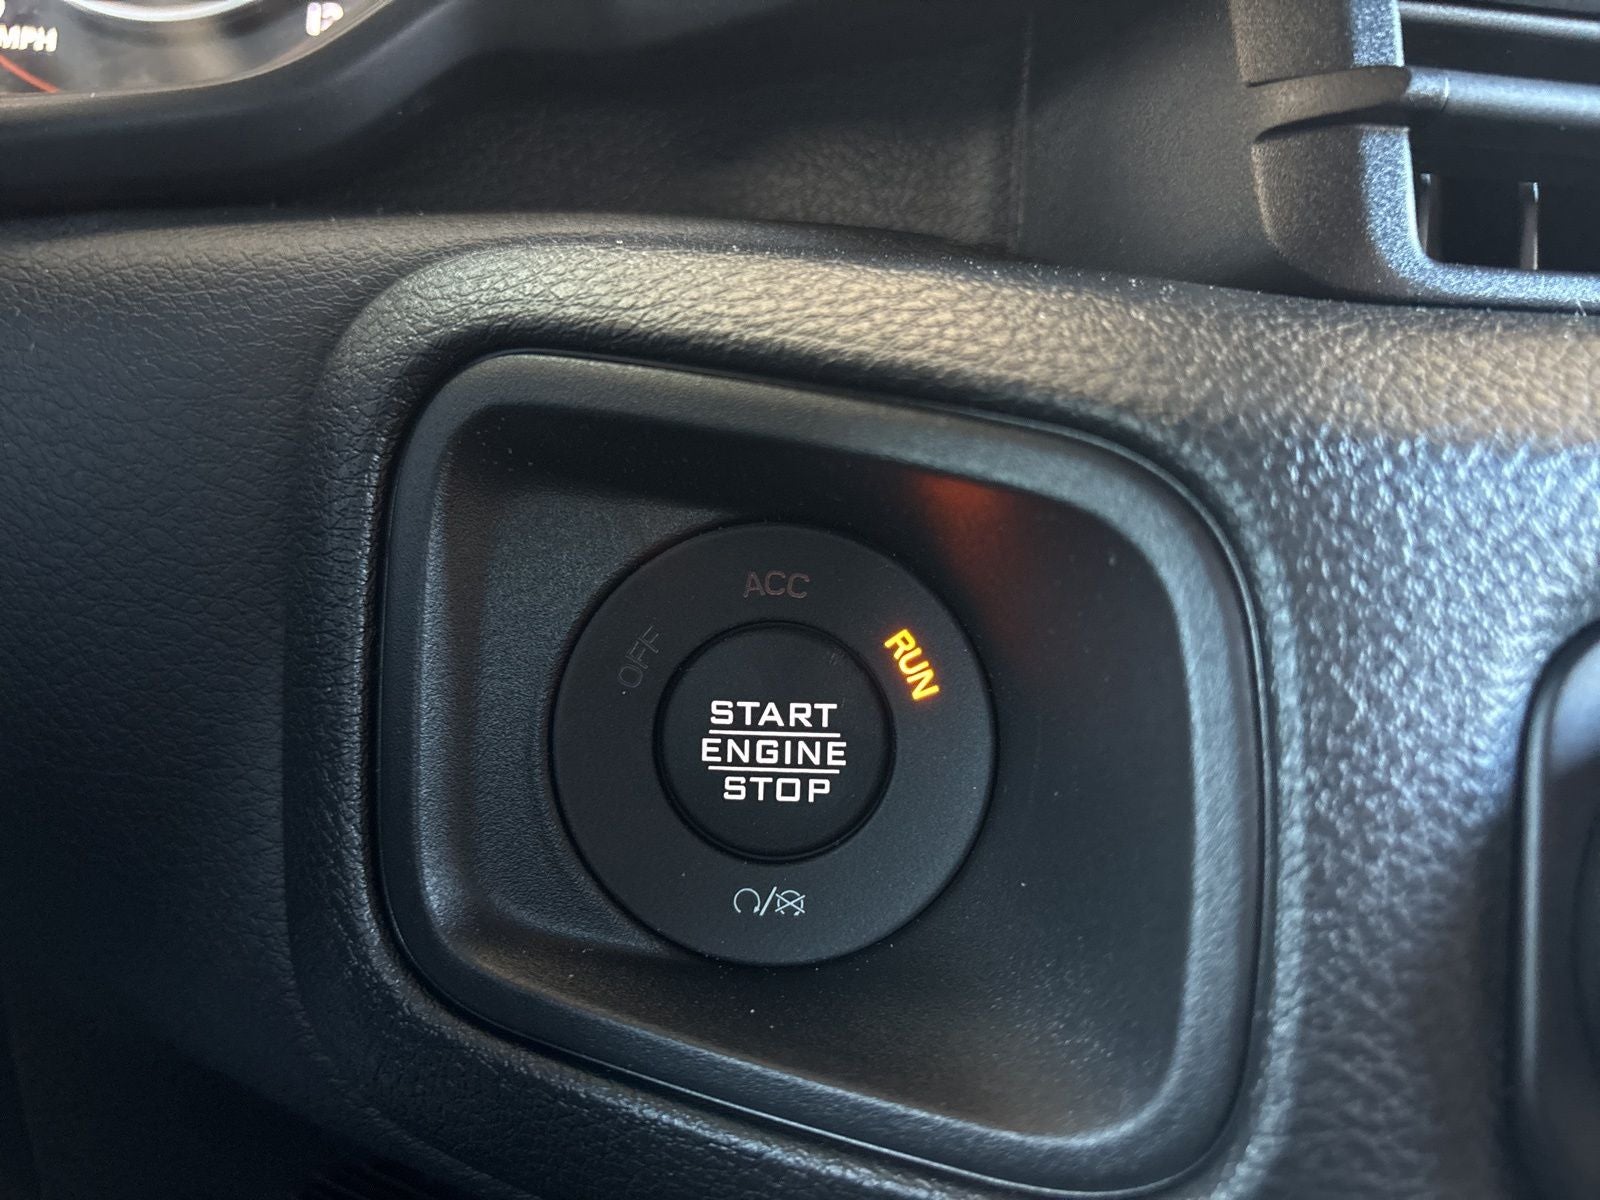 MPH
ACC
OFF
RUN
START
ENGINE
STOP